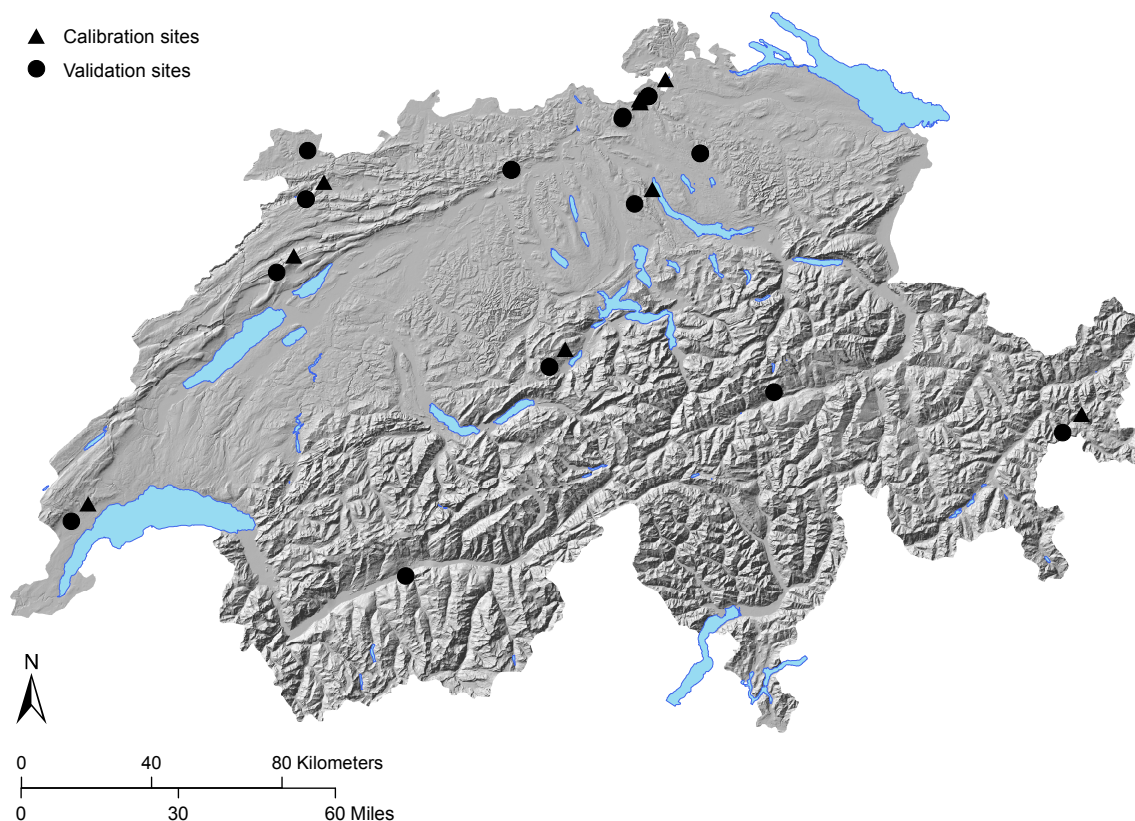 Calibration sites
Validation sites
N
0 40 80 Kilometers
0 30 60 Miles